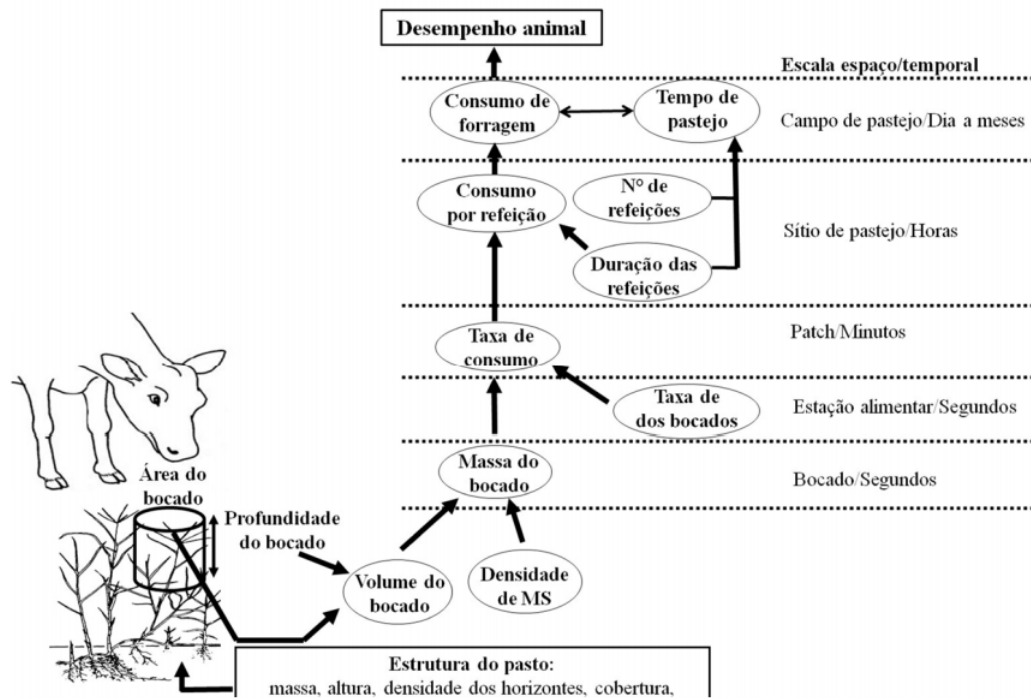 Desempenho animal
Escala espaço/temporal
Consumo de
forragem
Tempo de
pastejo
Campo de pastejo/Dia a meses
Consumo
por refeição
Nº de
refeições
Sítio de pastejo/Horas
Duração das
refeições
Taxa de
consumo
Patch/Minutos
Taxa de
dos bocados
Estação alimentar/Segundos
Massa do
bocado
Bocado/Segundos
Área do
bocado
Profundidade
do bocado
Volume do
bocado
Densidade
de MS
Estrutura do pasto:
massa, altura, densidade dos horizontes, cobertura,